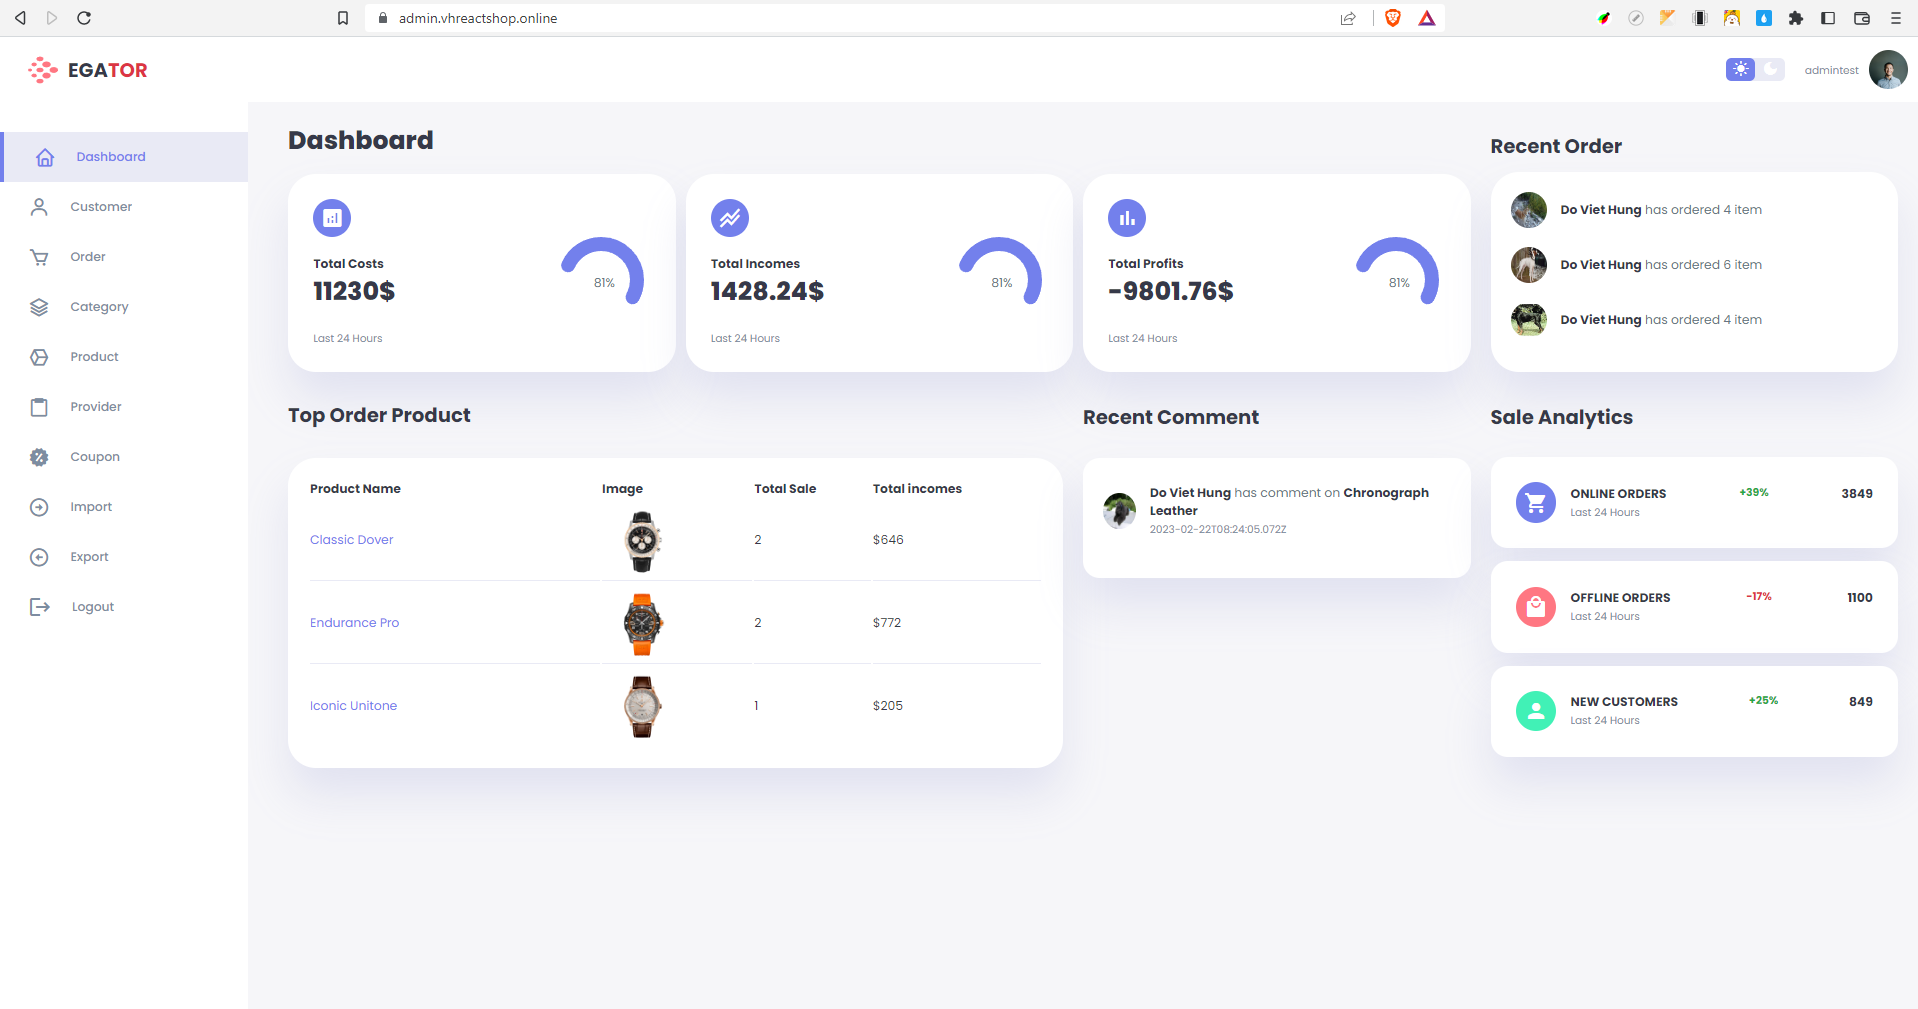 admin.vhreactshop.online
EGATOR
admintest
Dashboard
Customer
Order
Category
Product
Provider
Coupon
Import
Export
Logout
Dashboard
Total Costs
11230$
81%
Last 24 Hours
Total Incomes
1428.24$
81%
Last 24 Hours
Total Profits
-9801.76$
81%
Last 24 Hours
Recent Order
Do Viet Hung has ordered 4 item
Do Viet Hung has ordered 6 item
Do Viet Hung has ordered 4 item
Top Order Product
Product Name Image Total Sale Total incomes
Classic Dover 2 $646
Endurance Pro 2 $772
Iconic Unitone 1 $205
Recent Comment
Do Viet Hung has comment on Chronograph
Leather
2023-02-22T08:24:05.072Z
Sale Analytics
ONLINE ORDERS +39% 3849
Last 24 Hours
OFFLINE ORDERS -17% 1100
Last 24 Hours
NEW CUSTOMERS +25% 849
Last 24 Hours